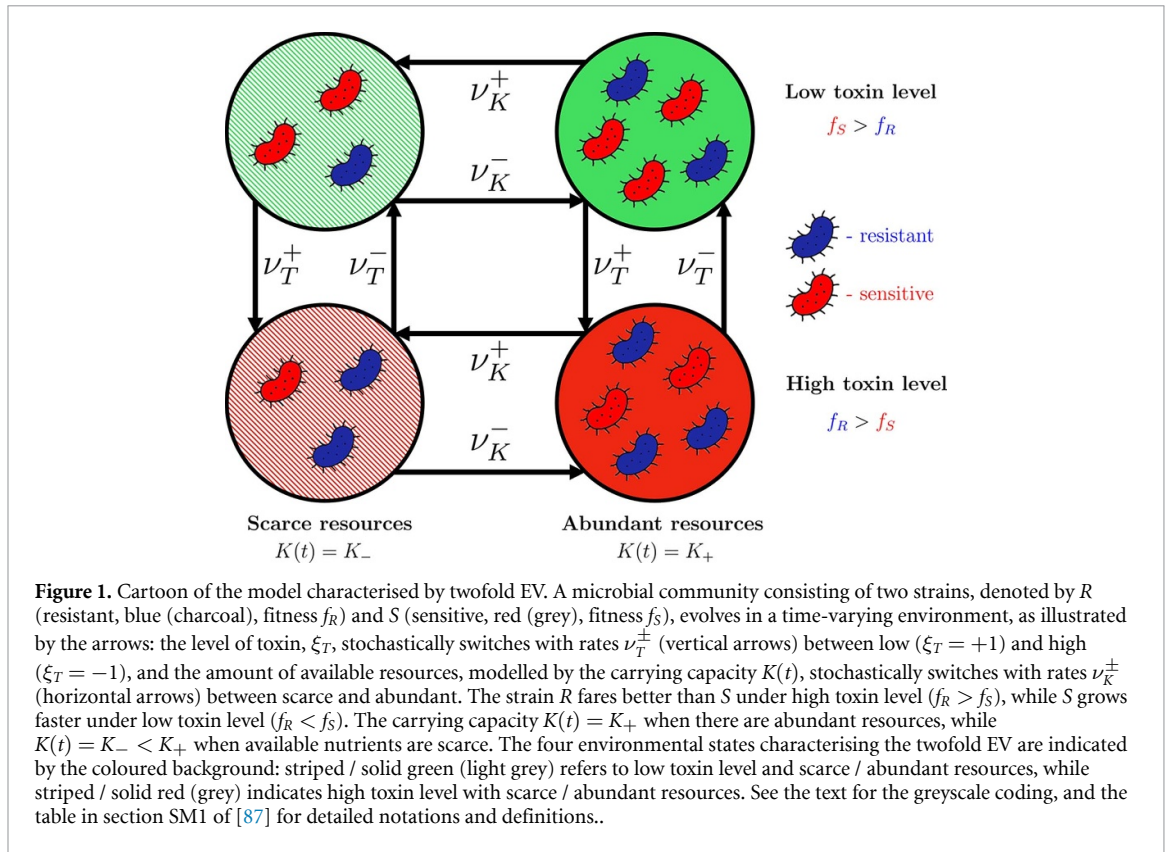 ν_K^+
ν_K^-
Low toxin level
f_S > f_R
ν_T^+ ν_T^- ν_T^+ ν_T^-
- resistant
- sensitive
ν_K^+
ν_K^-
High toxin level
f_R > f_S
Scarce resources
K(t) = K_−
Abundant resources
K(t) = K_+
Figure 1. Cartoon of the model characterised by twofold EV. A microbial community consisting of two strains, denoted by R
(resistant, blue (charcoal), fitness f_R) and S (sensitive, red (grey), fitness f_S), evolves in a time-varying environment, as illustrated
by the arrows: the level of toxin, ξ_T, stochastically switches with rates ν_T^± (vertical arrows) between low (ξ_T = +1) and high
(ξ_T = −1), and the amount of available resources, modelled by the carrying capacity K(t), stochastically switches with rates ν_K^±
(horizontal arrows) between scarce and abundant. The strain R fares better than S under high toxin level (f_R > f_S), while S grows
faster under low toxin level (f_R < f_S). The carrying capacity K(t) = K_+ when there are abundant resources, while
K(t) = K_− < K_+ when available nutrients are scarce. The four environmental states characterising the twofold EV are indicated
by the coloured background: striped / solid green (light grey) refers to low toxin level and scarce / abundant resources, while
striped / solid red (grey) indicates high toxin level with scarce / abundant resources. See the text for the greyscale coding, and the
table in section SM1 of [87] for detailed notations and definitions..